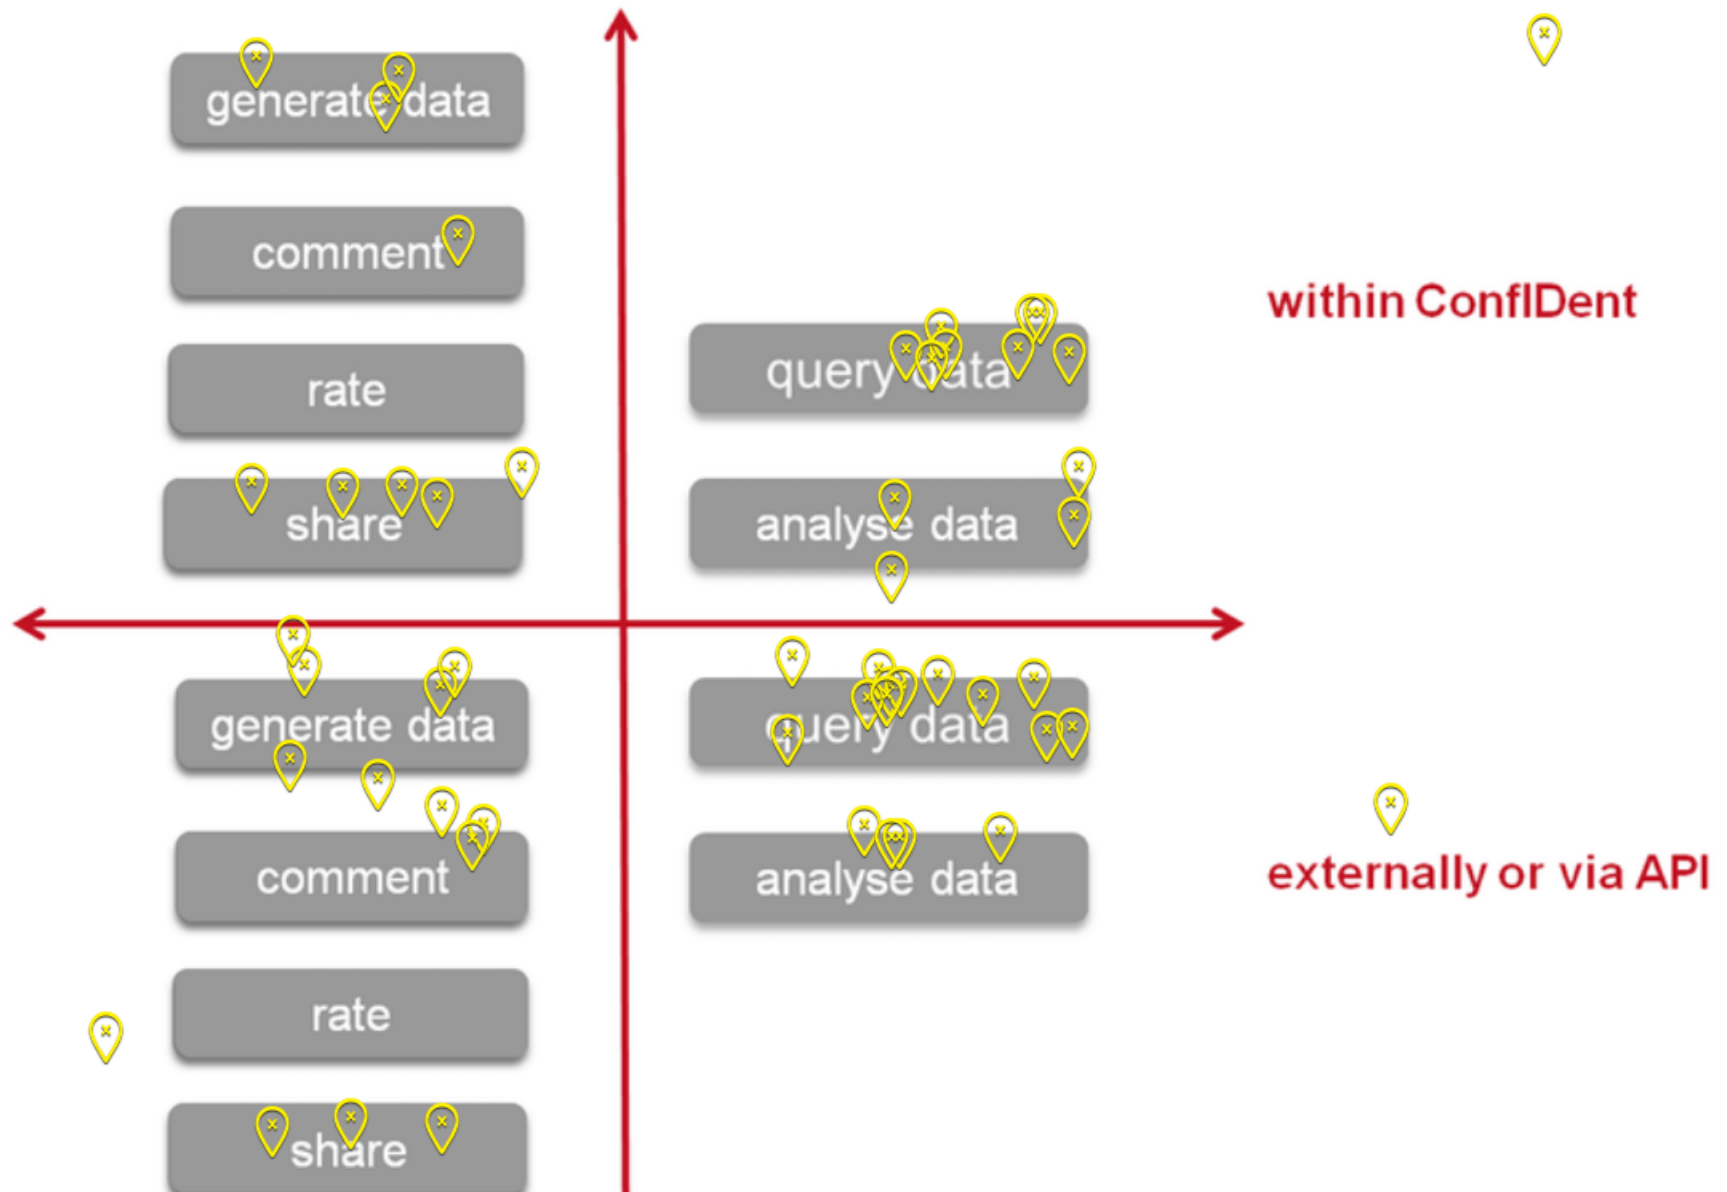 generate data
comment
rate
share
query data
analyse data
within ConfIDent
generate data
comment
rate
share
query data
analyse data
externally or via API